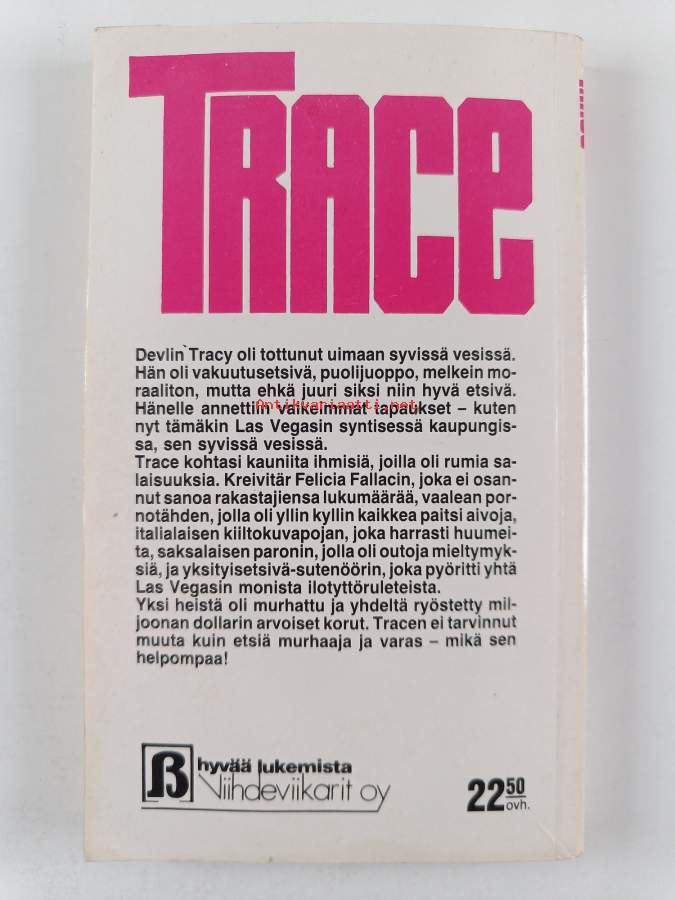 TRACE
Devlin Tracy oli tottunut uimaan syvissä vesissä.
Hän oli vakuutusetsivä, puolijuoppo, melkein mo-
raaliton, mutta ehkä juuri siksi niin hyvä etsivä.
Hänelle annettiin vaikeimmat tapaukset – kuten
Antikvariaatti.net
nyt tämäkin Las Vegasin syntisessä kaupungis-
sa, sen syvissä vesissä.
Trace kohtasi kauniita ihmisiä, joilla oli rumia sa-
laisuuksia. Kreivitär Felicia Fallacin, joka ei osan-
nut sanoa rakastajiensa lukumäärää, vaalean por-
notähden, jolla oli yllin kyllin kaikkea paitsi aivoja,
italialaisen kiiltokuvapojan, joka harrasti huumei-
ta, saksalaisen paronin, jolla oli outoja mieltymyk-
siä, ja yksityisetsivä-sutenöörin, joka pyöritti yhtä
Las Vegasin monista ilotyttöruleteista.
Yksi heistä oli murhattu ja yhdeltä ryöstetty mil-
joonan dollarin arvoiset korut. Tracen ei tarvinnut
muuta kuin etsiä murhaaja ja varas – mikä sen
helpompaa!
hyvää lukemista
Viihdeviikarit oy
22 50
ovh.